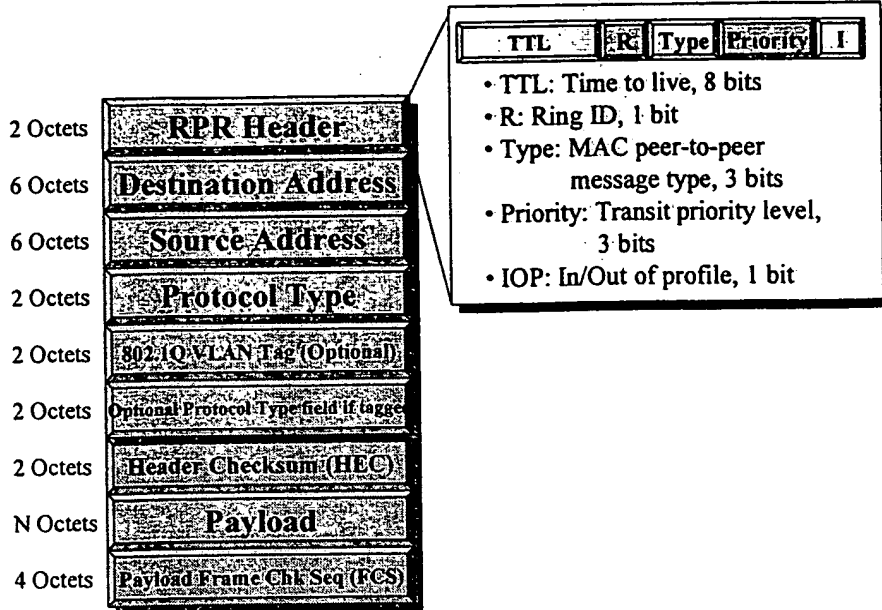 TTL R Type Priority I
• TTL: Time to live, 8 bits
• R: Ring ID, 1 bit
• Type: MAC peer-to-peer
message type, 3 bits
• Priority: Transit priority level,
3 bits
• IOP: In/Out of profile, 1 bit
2 Octets RPR Header
6 Octets Destination Address
6 Octets Source Address
2 Octets Protocol Type
2 Octets 802.1Q VLAN Tag (Optional)
2 Octets Optional Protocol Type field if tagged
2 Octets Header Checksum (HEC)
N Octets Payload
4 Octets Payload Frame Chk Seq (FCS)